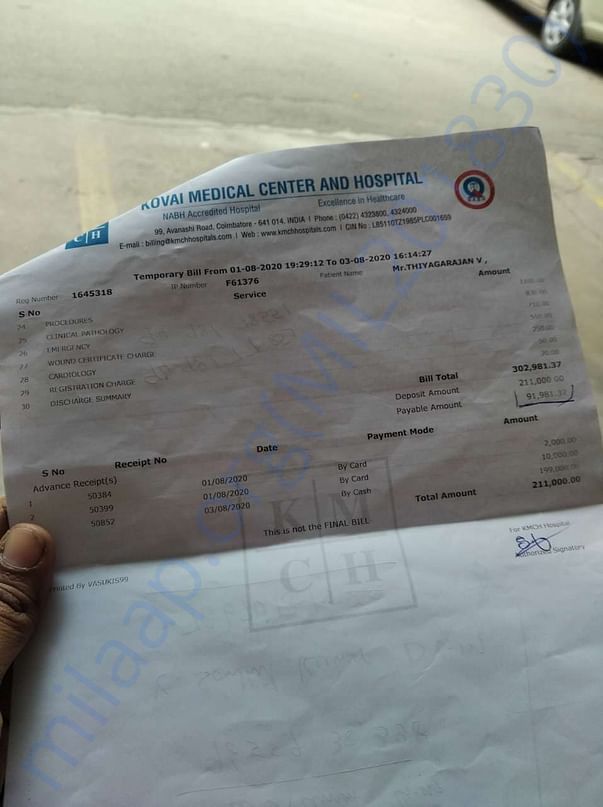 KOVAI MEDICAL CENTER AND HOSPITAL
NABH Accredited Hospital Excellence in Healthcare
99, Avanashi Road, Coimbatore - 641 014. INDIA I Phone : (0422) 4323800, 4324000
E-mail : billing@kmchhospitals.com I Web : www.kmchhospitals.com I CIN No : L85110TZ1985PLC001659
C H
Temporary Bill From 01-08-2020 19:29:12 To 03-08-2020 16:14:27
Reg Number 1645318 IP Number F61376 Patient Name Mr.THIYAGARAJAN V ,
S No Service Amount
24 PROCEDURES
25 CLINICAL PATHOLOGY
26 EMERGENCY
27 WOUND CERTIFICATE CHARGE
28 CARDIOLOGY
29 REGISTRATION CHARGE
30 DISCHARGE SUMMARY
Bill Total 302,981.37
Deposit Amount 211,000.00
Payable Amount 91,981.37
S No Receipt No Date Payment Mode Amount
Advance Receipt(s)
1 50384 01/08/2020 By Card 2,000.00
50399 01/08/2020 By Card 10,000.00
50852 03/08/2020 By Cash 199,000.00
Total Amount 211,000.00
This is not the FINAL BILL
K M
C H
For KMCH Hospital
Authorized Signatory
Printed By VASUKIS99